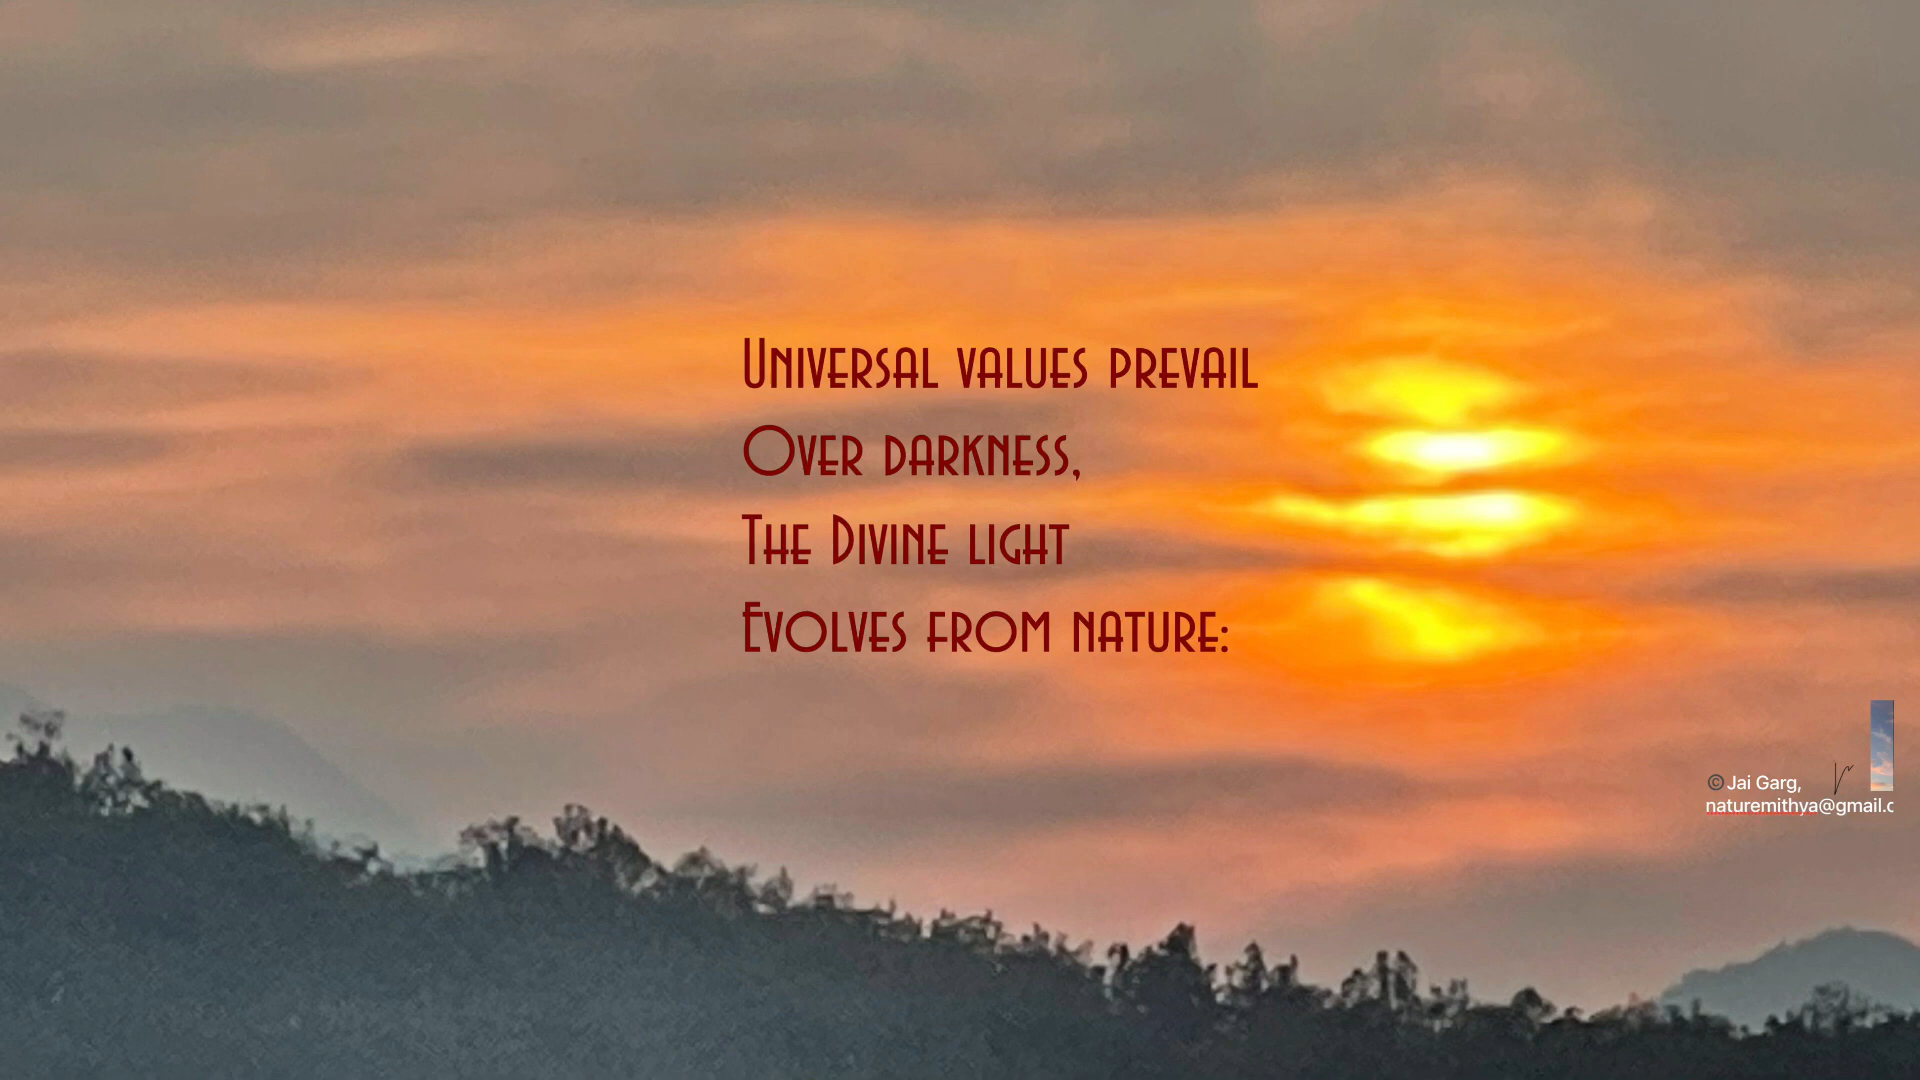 Universal values prevail
Over darkness,
The Divine light
Evolves from nature:
© Jai Garg,
naturemithya@gmail.c